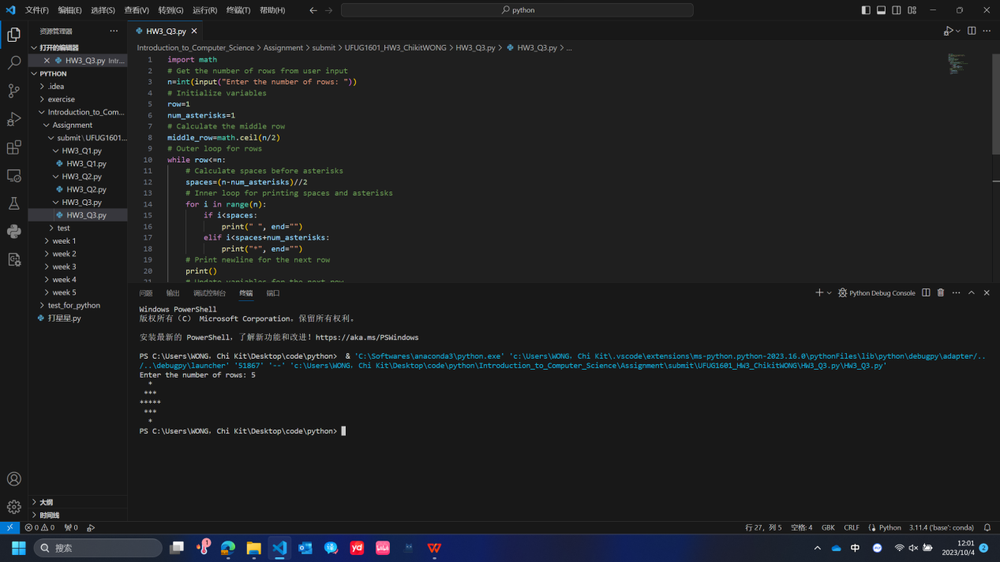 文件(F) 编辑(E) 选择(S) 查看(V) 转到(G) 运行(R) 终端(T) 帮助(H) python
资源管理器
HW3_Q3.py
打开的编辑器
HW3_Q3.py Intr...
PYTHON
.idea
exercise
Introduction_to_Com...
Assignment
submit\UFUG1601...
HW3_Q1.py
HW3_Q1.py
HW3_Q2.py
HW3_Q2.py
HW3_Q3.py
HW3_Q3.py
test
week 1
week 2
week 3
week 4
week 5
test_for_python
打星星.py
大纲
时间线
Introduction_to_Computer_Science > Assignment > submit > UFUG1601_HW3_ChikitWONG > HW3_Q3.py > HW3_Q3.py > ...
1 import math
2 # Get the number of rows from user input
3 n=int(input("Enter the number of rows: "))
4 # Initialize variables
5 row=1
6 num_asterisks=1
7 # Calculate the middle row
8 middle_row=math.ceil(n/2)
9 # Outer loop for rows
10 while row<=n:
11 # Calculate spaces before asterisks
12 spaces=(n-num_asterisks)//2
13 # Inner loop for printing spaces and asterisks
14 for i in range(n):
15 if i<spaces:
16 print(" ", end="")
17 elif i<spaces+num_asterisks:
18 print("*", end="")
19 # Print newline for the next row
20 print()
21 # Update variables for the next row
问题 输出 调试控制台 终端 端口 Python Debug Console
Windows PowerShell
版权所有（C） Microsoft Corporation。保留所有权利。
安装最新的 PowerShell，了解新功能和改进！https://aka.ms/PSWindows
PS C:\Users\WONG，Chi Kit\Desktop\code\python> & 'C:\Softwares\anaconda3\python.exe' 'c:\Users\WONG，Chi Kit\.vscode\extensions\ms-python.python-2023.16.0\pythonFiles\lib\python\debugpy\adapter/..
/..\debugpy\launcher' '51867' '--' 'c:\Users\WONG，Chi Kit\Desktop\code\python\Introduction_to_Computer_Science\Assignment\submit\UFUG1601_HW3_ChikitWONG\HW3_Q3.py\HW3_Q3.py'
Enter the number of rows: 5
  *
 ***
*****
 ***
  *
PS C:\Users\WONG，Chi Kit\Desktop\code\python>
0 0 0 行 27，列 5 空格: 4 GBK CRLF Python 3.11.4 ('base': conda)
搜索 1 译 yd 中 12:01
2023/10/4 2